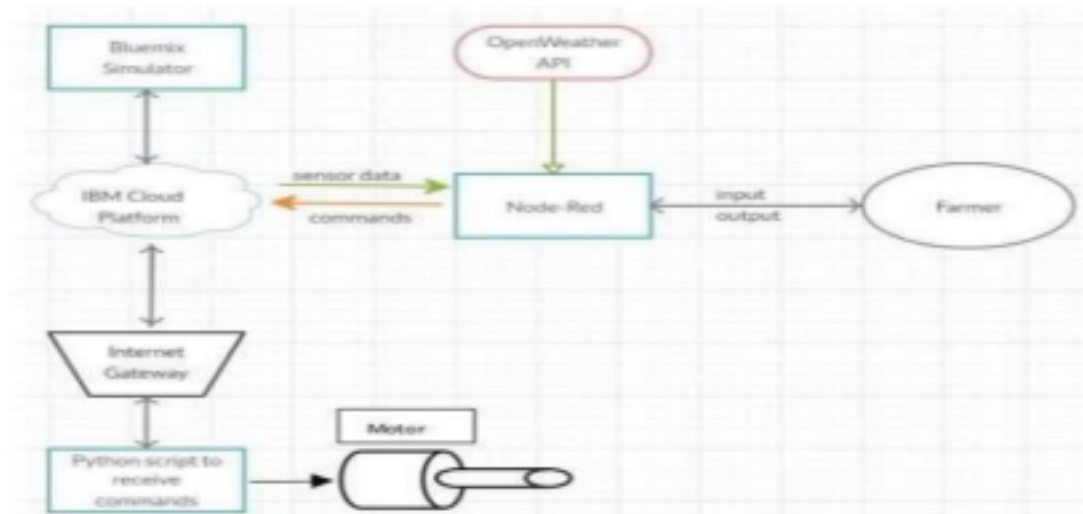 Bluemix
Simulator
OpenWeather
API
IBM Cloud
Platform
sensor data
commands
Node-Red
input
output
Farmer
Internet
Gateway
Motor
Python script to
receive
commands